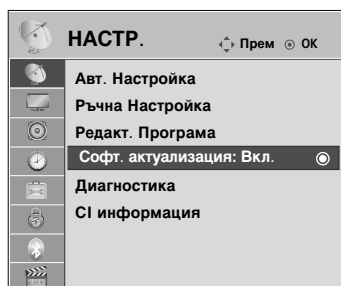 НАСТР.
Прем OK
Авт. Настройка
Ръчна Настройка
Редакт. Програма
Софт. актуализация: Вкл.
Диагностика
CI информация